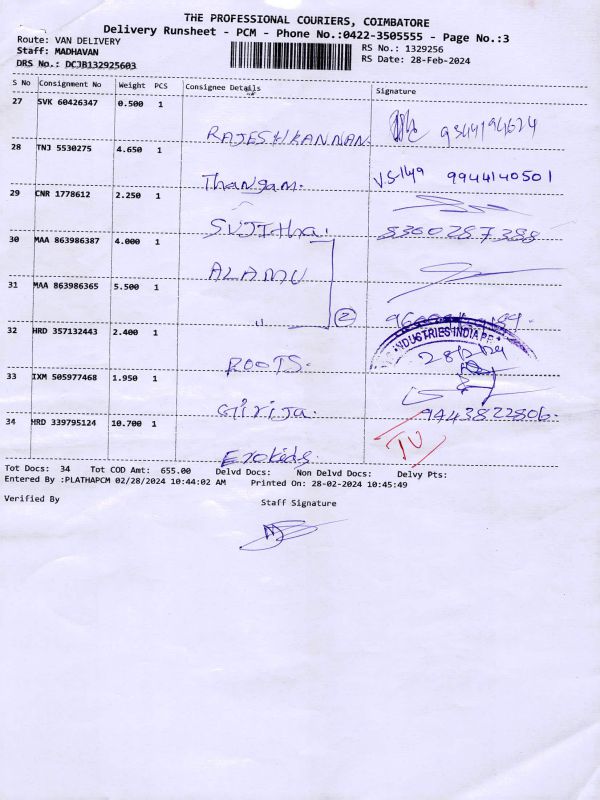 THE PROFESSIONAL COURIERS, COIMBATORE
Delivery Runsheet - PCM - Phone No.:0422-3505555 - Page No.:3
Route: VAN DELIVERY
RS No.: 1329256
Staff: MADHAVAN
RS Date: 28-Feb-2024
DRS No.: DCJB132925603
S No Consignment No Weight PCS Consignee Details Signature
27 SVK 60426347 0.500 1
RAJESHKANNAN 9344194624
28 TNJ 5530275 4.650 1
Thangam. 9944140501
29 CNR 1778612 2.250 1
SUJITha. 8360287388
30 MAA 863986387 4.000 1
ALAMU
31 MAA 863986365 5.500 1
" 2
32 HRD 357132443 2.400 1
INDUSTRIES INDIA
ROOTS.
33 IXM 505977468 1.950 1
Girija. 9443822806.
34 HRD 339795124 10.700 1
Exokids
Tot Docs: 34 Tot COD Amt: 655.00 Delvd Docs: Non Delvd Docs: Delvy Pts:
Entered By :PLATHAPCM 02/28/2024 10:44:02 AM Printed On: 28-02-2024 10:45:49
Verified By Staff Signature